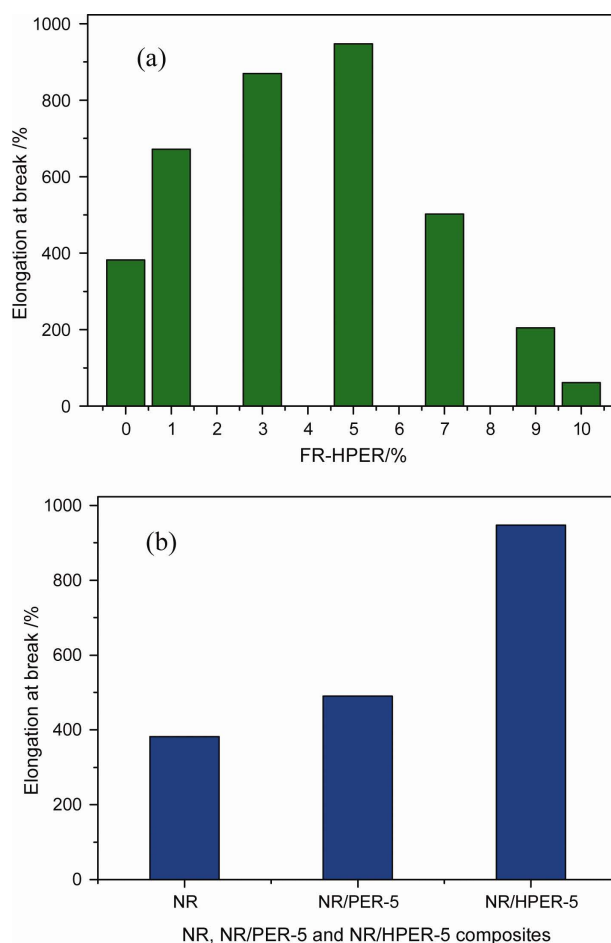 (a)
Elongation at break /%
1000
800
600
400
200
0
0 1 2 3 4 5 6 7 8 9 10
FR-HPER/%
(b)
Elongation at break /%
1000
800
600
400
200
0
NR NR/PER-5 NR/HPER-5
NR, NR/PER-5 and NR/HPER-5 composites